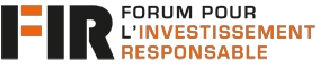 FIR
FORUM POUR
L'INVESTISSEMENT
RESPONSABLE